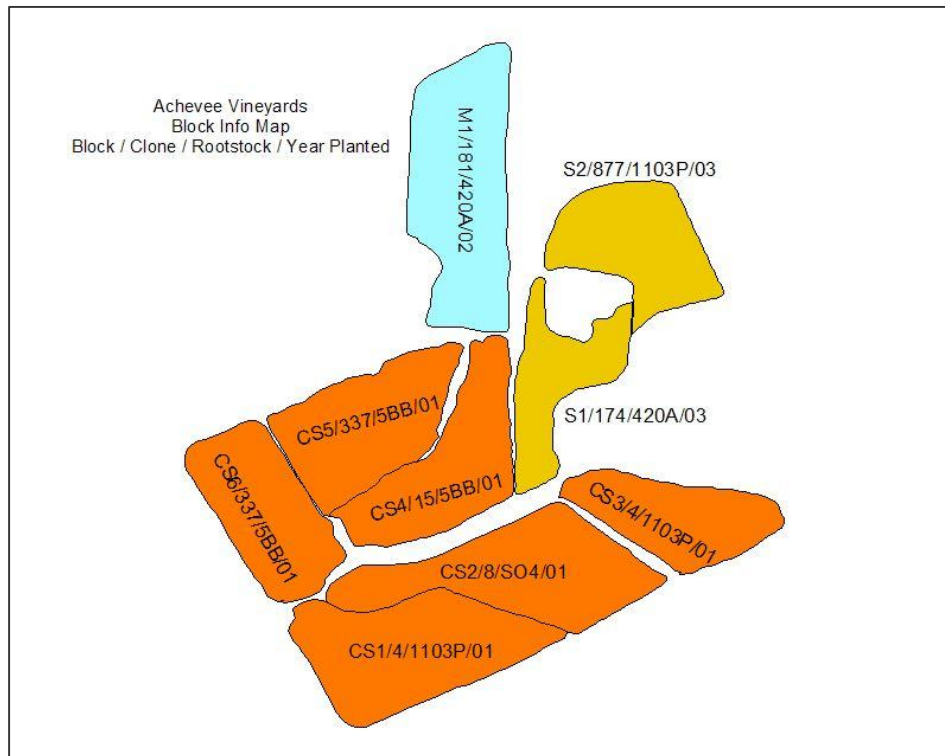 Achevee Vineyards
Block Info Map
Block / Clone / Rootstock / Year Planted
M1/181/420A/02
S2/877/1103P/03
S1/174/420A/03
CS5/337/5BB/01
CS4/15/5BB/01
CS6/337/5BB/01
CS3/4/1103P/01
CS2/8/SO4/01
CS1/4/1103P/01